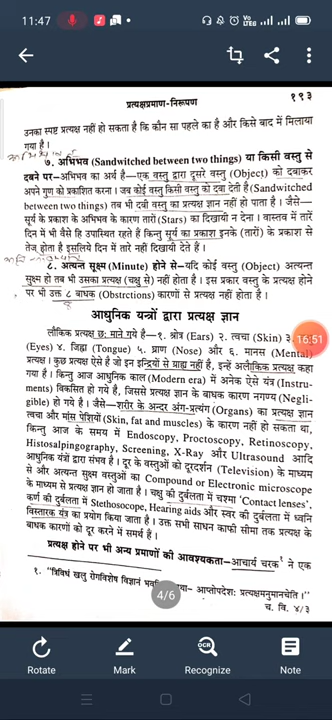 11:47
प्रत्यक्षप्रमाण-निरूपण
१९३
उनका स्पष्ट प्रत्यक्ष नहीं हो सकता है कि कौन सा पहले का है और किसे बाद में मिलाया
गया है।
७. अभिभव (Sandwitched between two things) या किसी वस्तु से
दबने पर–अभिभव का अर्थ है–एक वस्तु द्वारा दूसरे वस्तु (Object) को दबाकर
अपने गुण को प्रकाशित करना। जब कोई वस्तु किसी वस्तु को दबा देती है (Sandwitched
between two things) तब भी दबी वस्तु का प्रत्यक्ष ज्ञान नहीं हो पाता है। जैसे–
सूर्य के प्रकाश के अभिभव के कारण तारों (Stars) का दिखायी न देना। वास्तव में तारें
दिन में भी वैसे हि उपस्थित रहते हैं किन्तु सूर्य का प्रकाश इनके (तारों) के प्रकाश से
तेज होता है इसलिये दिन में तारे नहीं दिखायी देते हैं।
८. अत्यन्त सूक्ष्म (Minute) होने से–यदि कोई वस्तु (Object) अत्यन्त
सूक्ष्म हो तब भी उसका प्रत्यक्ष (चक्षु से) नहीं होता है। इस प्रकार वस्तु के प्रत्यक्ष होने
पर भी उक्त ८ बाधक (Obstrctions) कारणों से प्रत्यक्ष नहीं होता है।
आधुनिक यंत्रों द्वारा प्रत्यक्ष ज्ञान
16:51
लौकिक प्रत्यक्ष छः माने गये है–१. श्रोत्र (Ears) २. त्वचा (Skin) ३.
(Eyes) ४. जिह्वा (Tongue) ५. घ्राण (Nose) और ६. मानस (Mental)
प्रत्यक्ष। कुछ प्रत्यक्ष ऐसे हैं जो इन इन्द्रियों से ग्राह्य नहीं है, इन्हें अलौकिक प्रत्यक्ष कहा
गया है। किन्तु आज आधुनिक काल (Modern era) में अनेक ऐसे यंत्र (Instru-
ments) विकसित हो गये है, जिससे प्रत्यक्ष ज्ञान के बाधक कारण नगण्य (Negli-
gible) हो गये है। जैसे–शरीर के अन्दर अंग-प्रत्यंग (Organs) का प्रत्यक्ष ज्ञान
त्वचा और मांस पेशियों (Skin, fat and muscles) के कारण नहीं हो सकता था,
किन्तु आज के समय में Endoscopy, Proctoscopy, Retinoscopy,
Histosalpingography, Screening, X-Ray और Ultrasound आदि
आधुनिक यंत्रों द्वारा संभव है। दूर के वस्तुओं को दूरदर्शन (Television) के माध्यम
से और अत्यन्त सूक्ष्म वस्तुओं का Compound or Electronic microscope
के माध्यम से प्रत्यक्ष ज्ञान हो जाता है। चक्षु की दुर्बलता में चश्मा 'Contact lenses',
कर्ण की दुर्बलता में Stethosocope, Hearing aids और स्वर की दुर्बलता में ध्वनि
विस्तारक यंत्र का प्रयोग किया जाता है। उक्त सभी साधन काफी सीमा तक प्रत्यक्ष के
बाधक कारणों को दूर करने में समर्थ है।
प्रत्यक्ष होने पर भी अन्य प्रमाणों की आवश्यकता–आचार्य चरक१ ने एक
१. "त्रिविधं खलु रोगविशेष विज्ञानं आप्तोपदेशः प्रत्यक्षमनुमानञ्चेति।"
4/6
च. वि. ४/३
Rotate
Mark
OCR
Recognize
Note